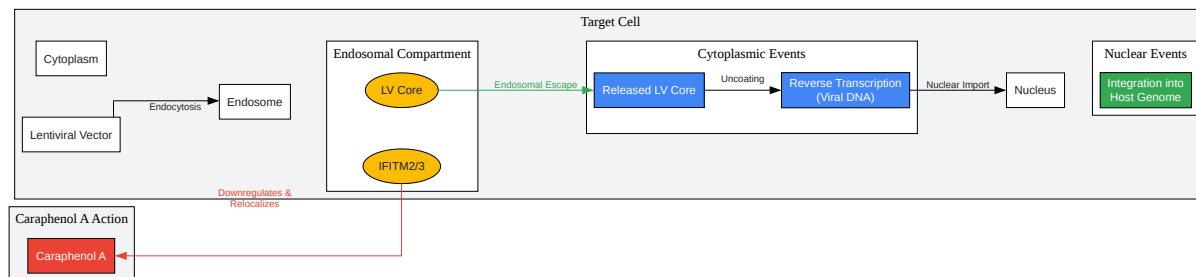 Target Cell
Cytoplasm
Endocytosis
Lentiviral Vector
Endosome
Endosomal Compartment
LV Core
IFITM2/3
Endosomal Escape
Cytoplasmic Events
Released LV Core
Uncoating
Reverse Transcription
(Viral DNA)
Nuclear Import
Nucleus
Nuclear Events
Integration into
Host Genome
Downregulates &
Relocalizes
Caraphenol A Action
Caraphenol A